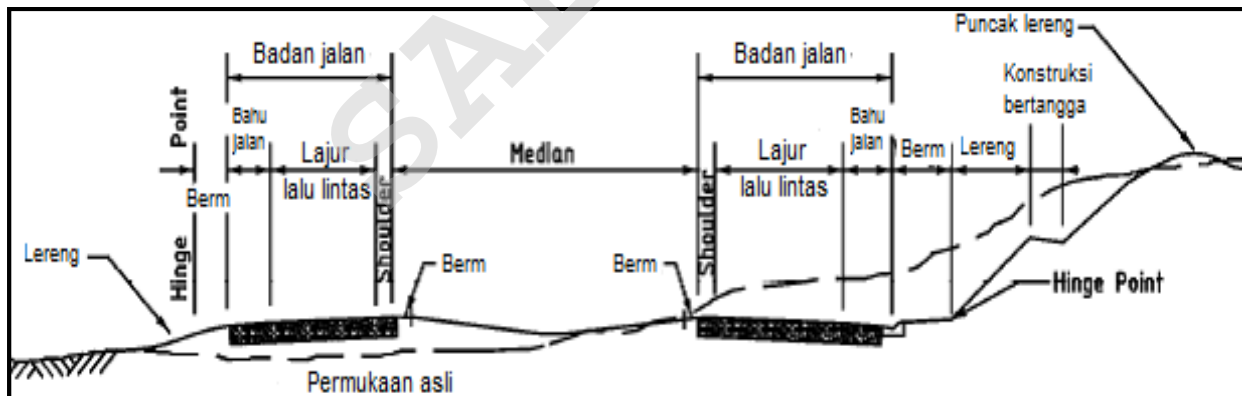 Puncak lereng
Badan jalan
Badan jalan
Konstruksi
bertangga
Point
Bahu
jalan
Lajur
lalu lintas
Median
Lajur
lalu lintas
Bahu
jalan
Berm
Lereng
Berm
Hinge
Shoulder
Shoulder
Lereng
Berm
Berm
Hinge Point
Permukaan asli